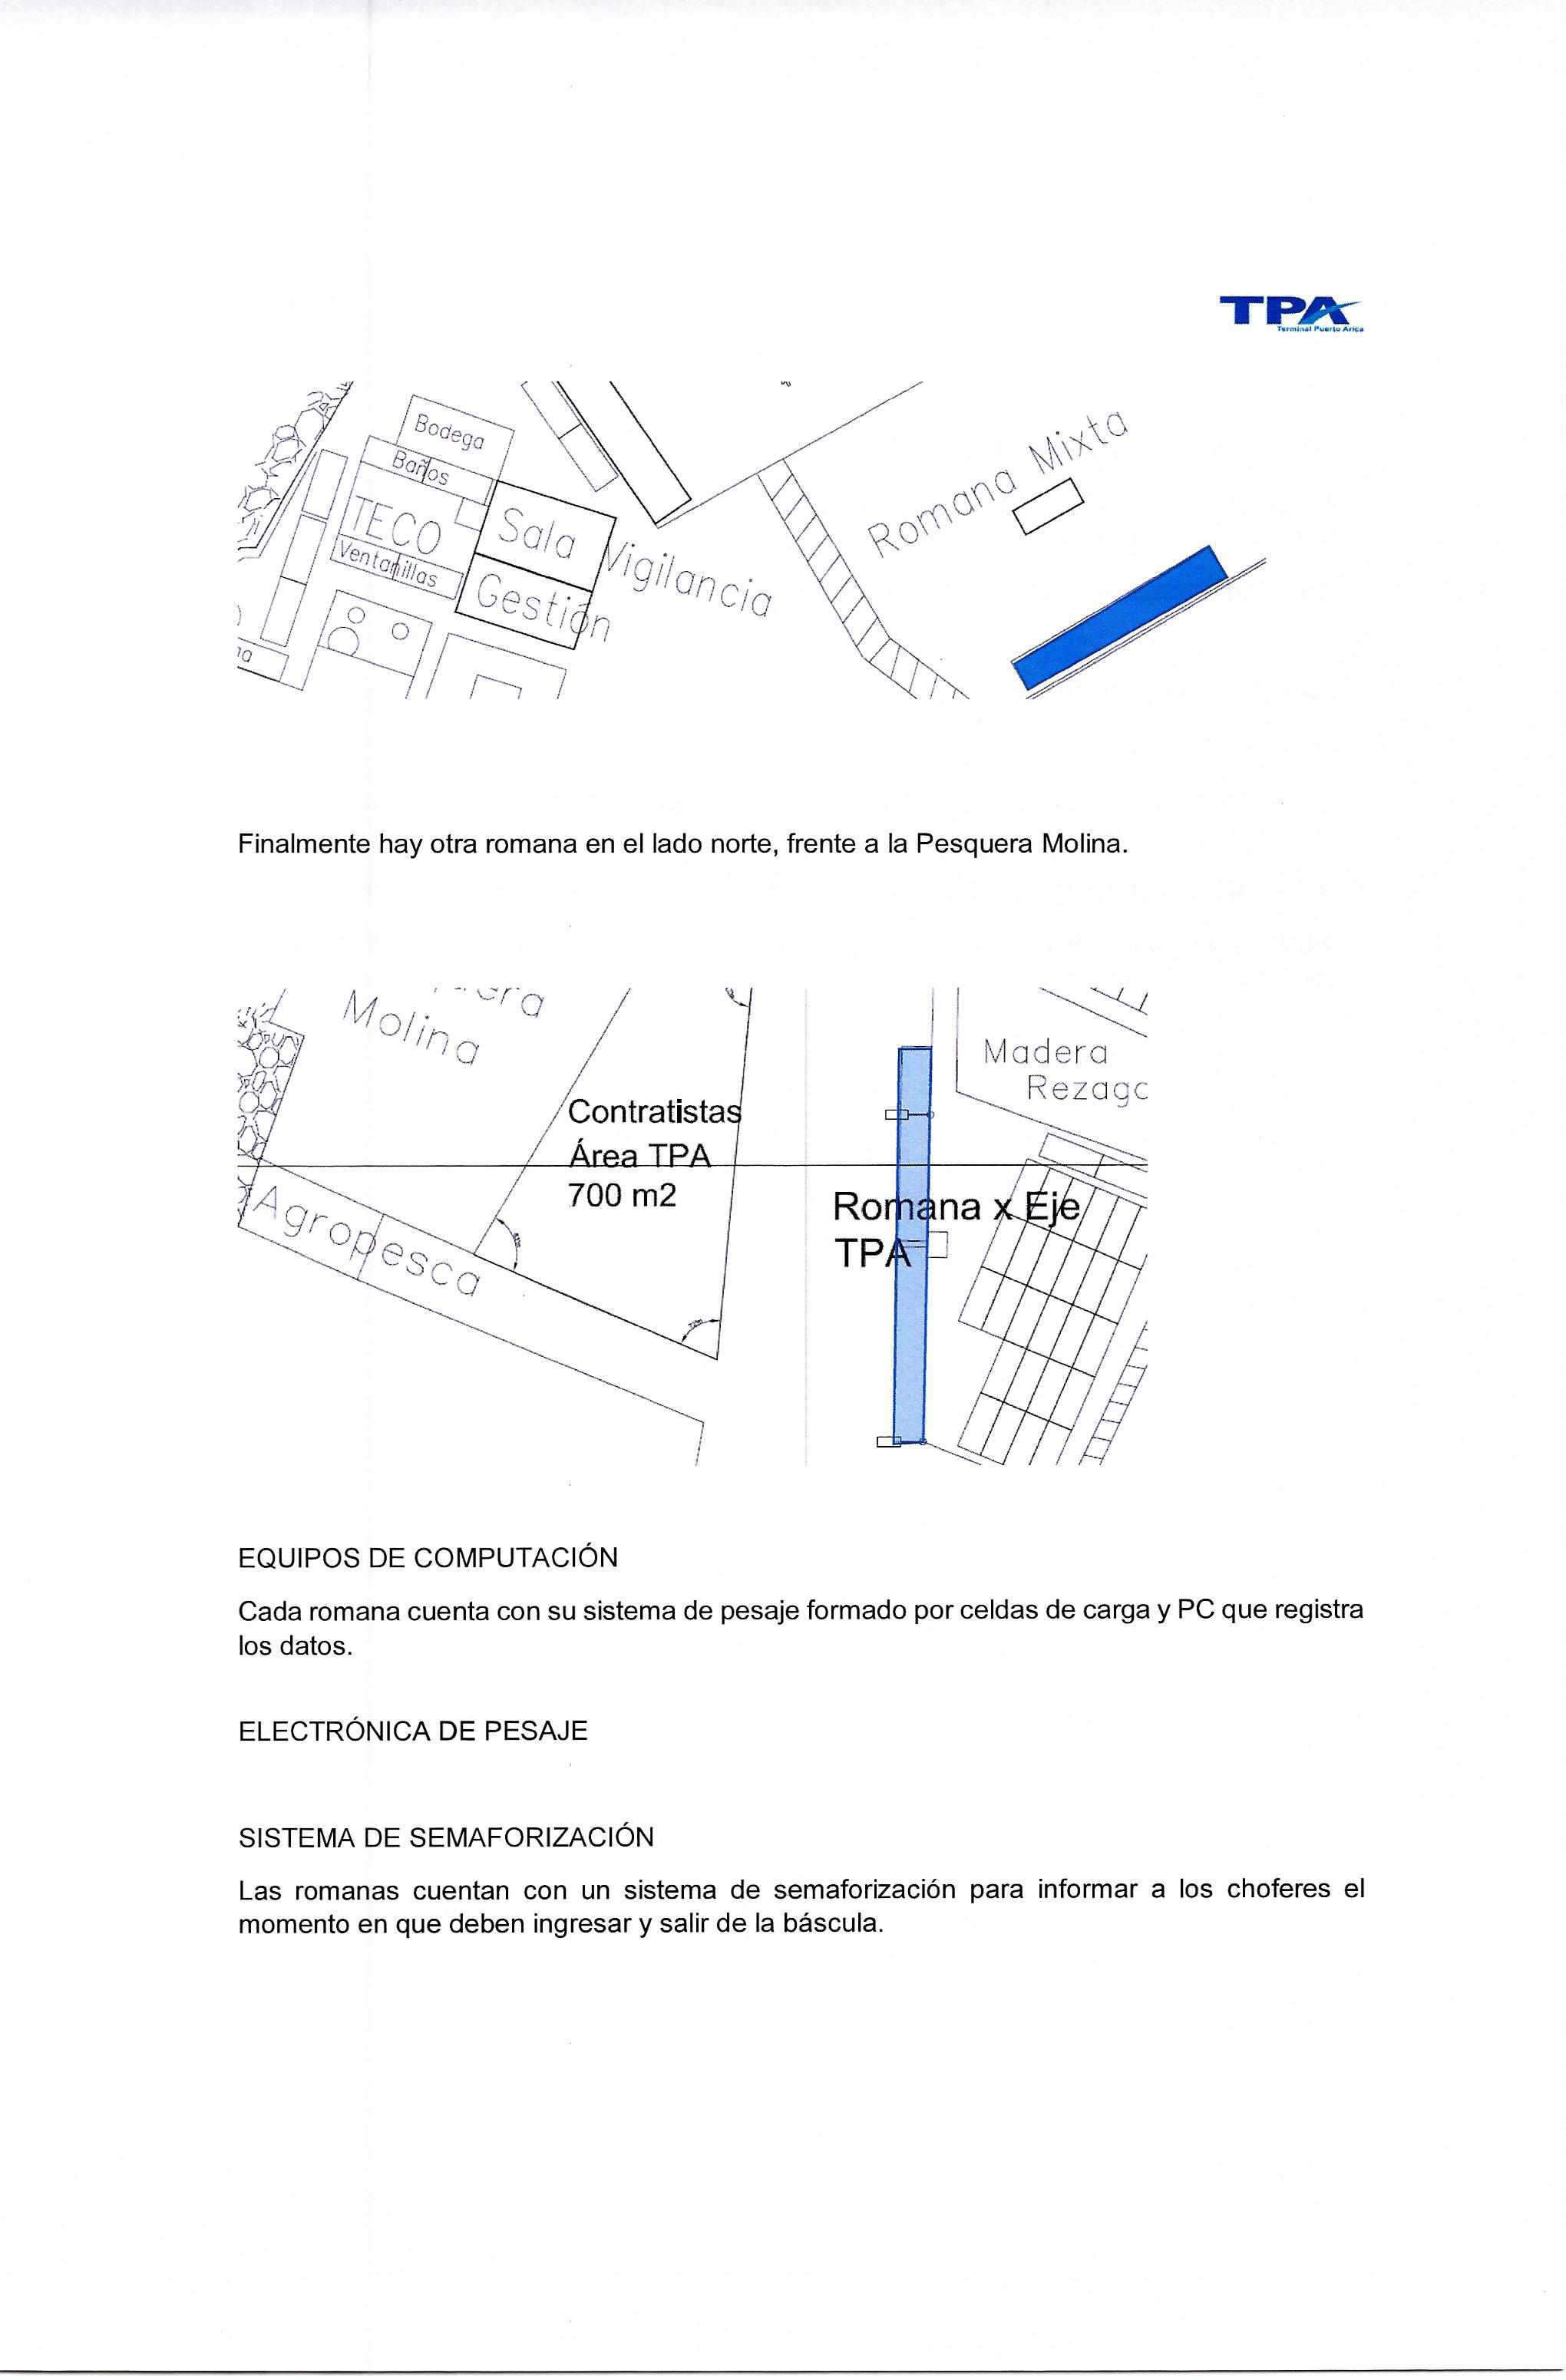 TPA
Terminal Puerto Arica
Bodega
Baños
TECO
Ventanillas
Sala
Gestión
Vigilancia
Romana Mixta
Finalmente hay otra romana en el lado norte, frente a la Pesquera Molina.
Molina
Contratistas
Área TPA
700 m2
Agropesca
Romana x Eje
TPA
Madera
EQUIPOS DE COMPUTACIÓN
Cada romana cuenta con su sistema de pesaje formado por celdas de carga y PC que registra
los datos.
ELECTRÓNICA DE PESAJE
SISTEMA DE SEMAFORIZACIÓN
Las romanas cuentan con un sistema de semaforización para informar a los choferes el
momento en que deben ingresar y salir de la báscula.